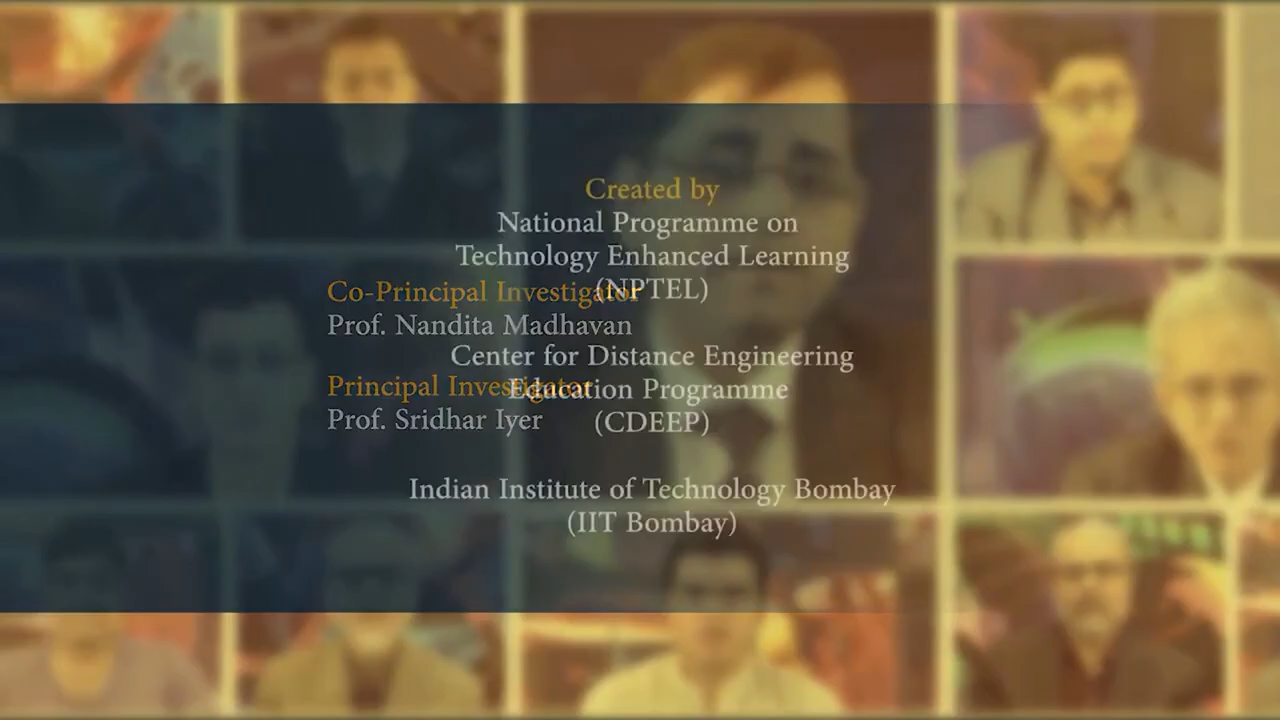 Created by
National Programme on
Technology Enhanced Learning
(NPTEL)
Co-Principal Investigator
Prof. Nandita Madhavan
Center for Distance Engineering
Education Programme
(CDEEP)
Principal Investigator
Prof. Sridhar Iyer
Indian Institute of Technology Bombay
(IIT Bombay)